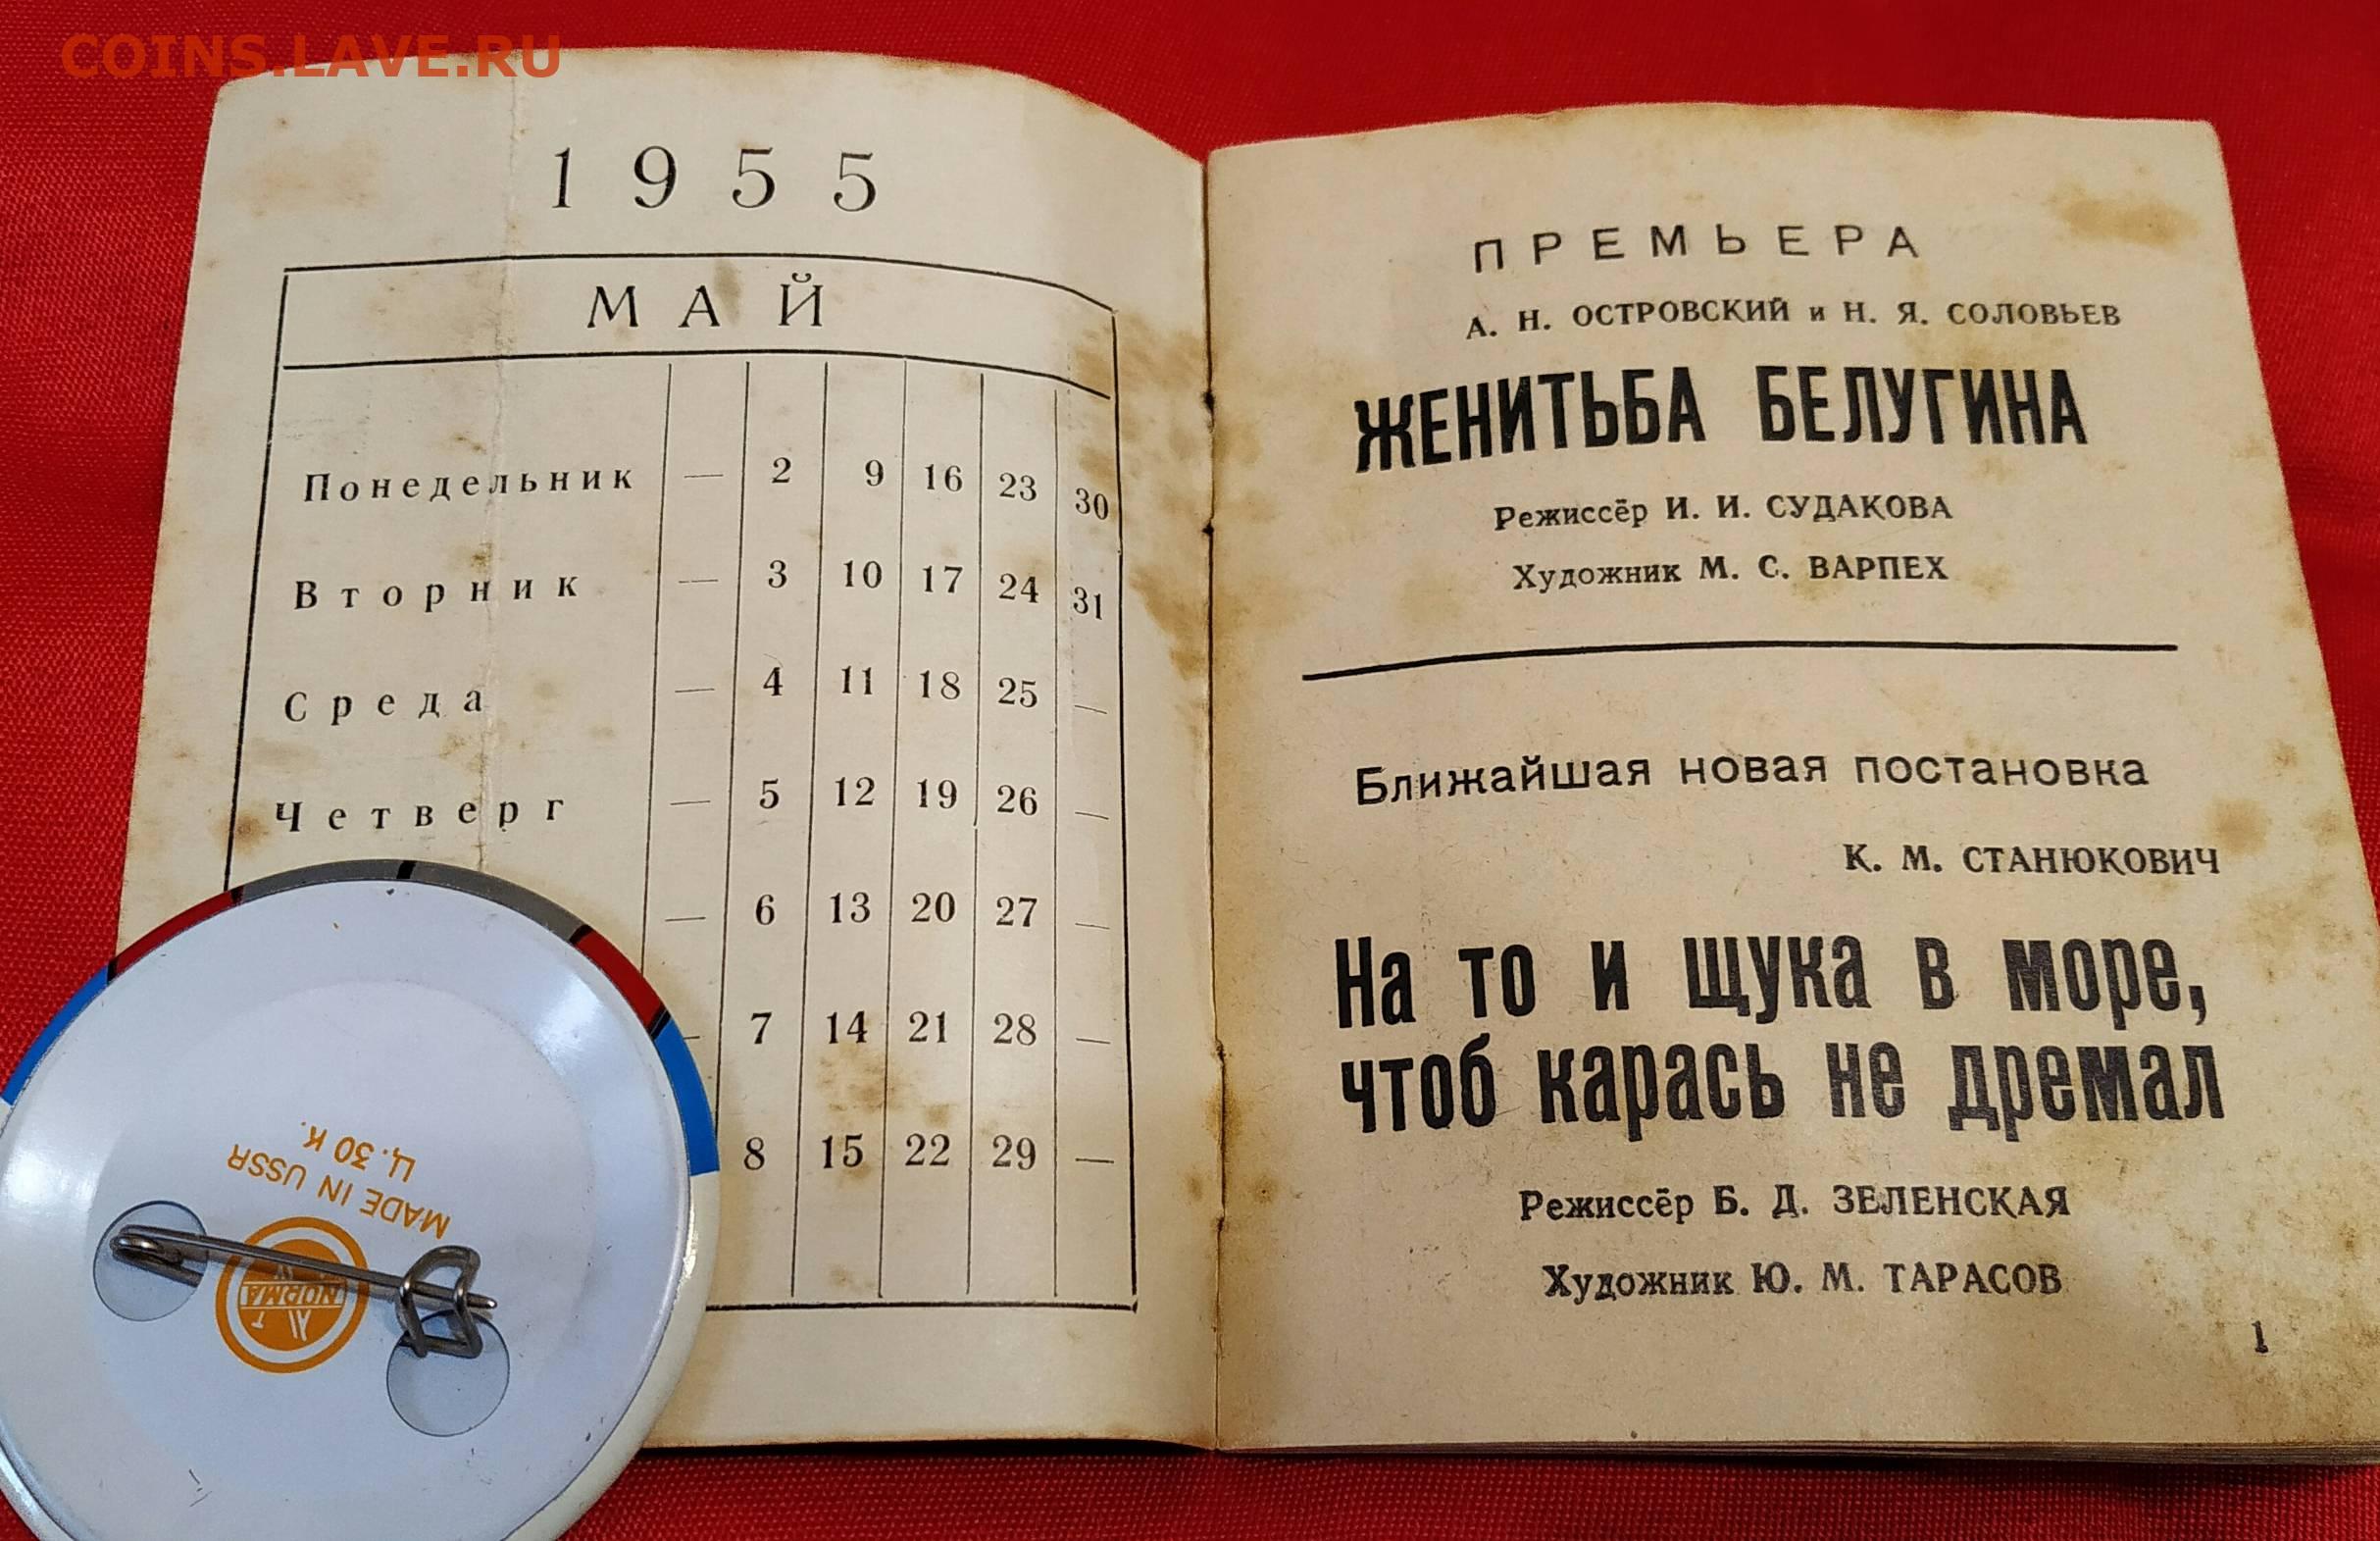 COINS.LAVE.RU
1955
МАЙ
Понедельник — 2 9 16 23 30
Вторник — 3 10 17 24 31
Среда — 4 11 18 25 —
Четверг — 5 12 19 26 —
— 6 13 20 27 —
— 7 14 21 28 —
8 15 22 29 —
MADE IN USSR
Ц. 30 К.
NORMA
ПРЕМЬЕРА
А. Н. ОСТРОВСКИЙ и Н. Я. СОЛОВЬЕВ
ЖЕНИТЬБА БЕЛУГИНА
Режиссёр И. И. СУДАКОВА
Художник М. С. ВАРПЕХ
Ближайшая новая постановка
К. М. СТАНЮКОВИЧ
На то и щука в море,
чтоб карась не дремал
Режиссёр Б. Д. ЗЕЛЕНСКАЯ
Художник Ю. М. ТАРАСОВ
1